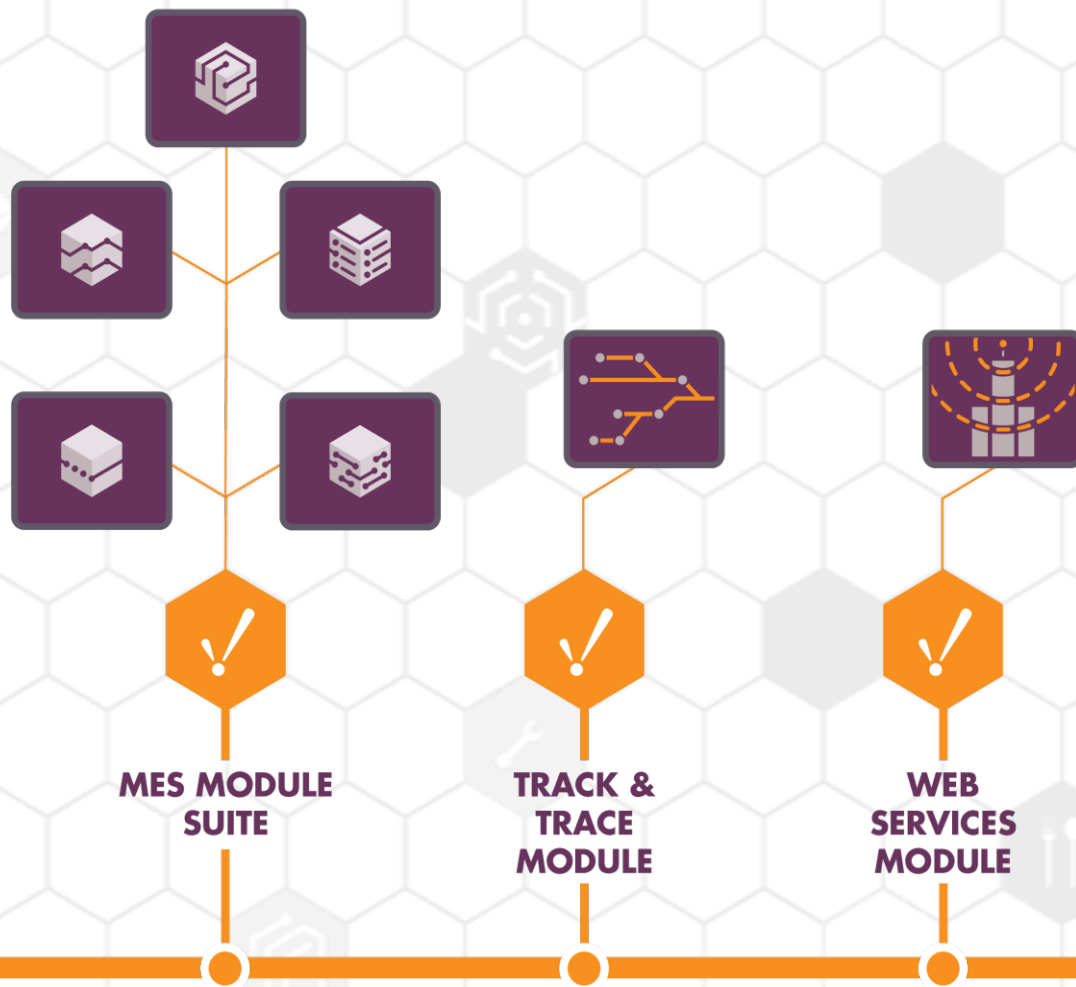 MES MODULE
SUITE
TRACK &
TRACE
MODULE
WEB
SERVICES
MODULE